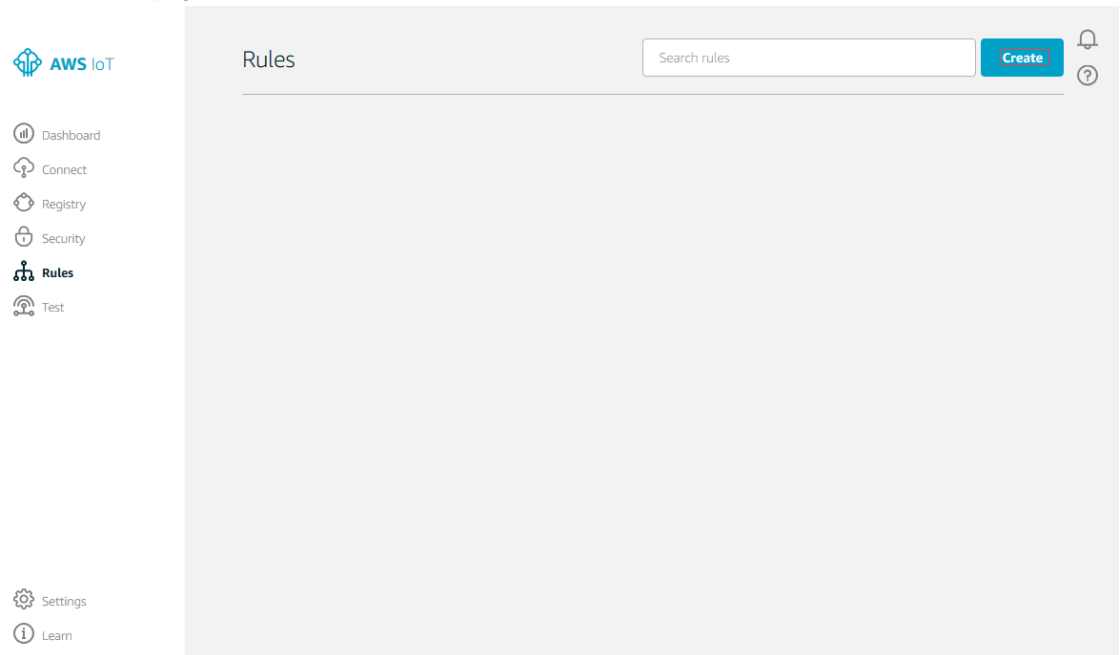 AWS IoT
Rules
Search rules
Create
Dashboard
Connect
Registry
Security
Rules
Test
Settings
Learn